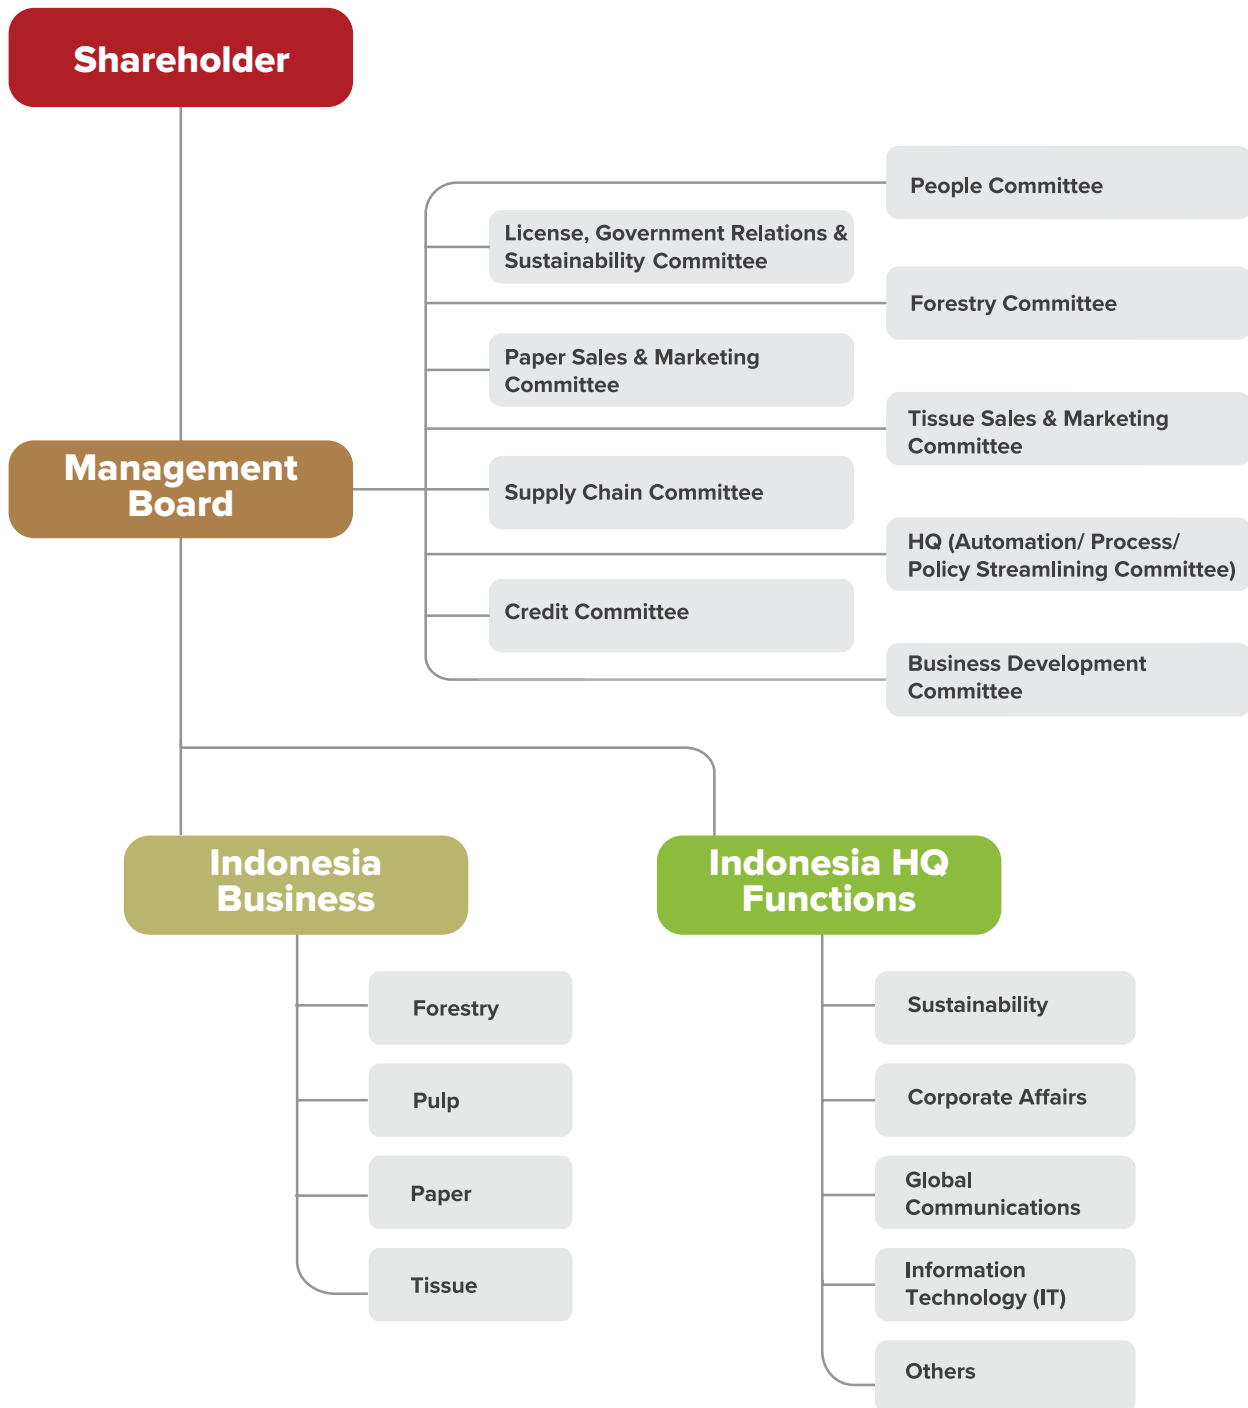 Shareholder
People Committee
License, Government Relations &
Sustainability Committee
Forestry Committee
Paper Sales & Marketing
Committee
Tissue Sales & Marketing
Committee
Management
Board
Supply Chain Committee
HQ (Automation/ Process/
Policy Streamlining Committee)
Credit Committee
Business Development
Committee
Indonesia
Business
Indonesia HQ
Functions
Forestry
Pulp
Paper
Tissue
Sustainability
Corporate Affairs
Global
Communications
Information
Technology (IT)
Others